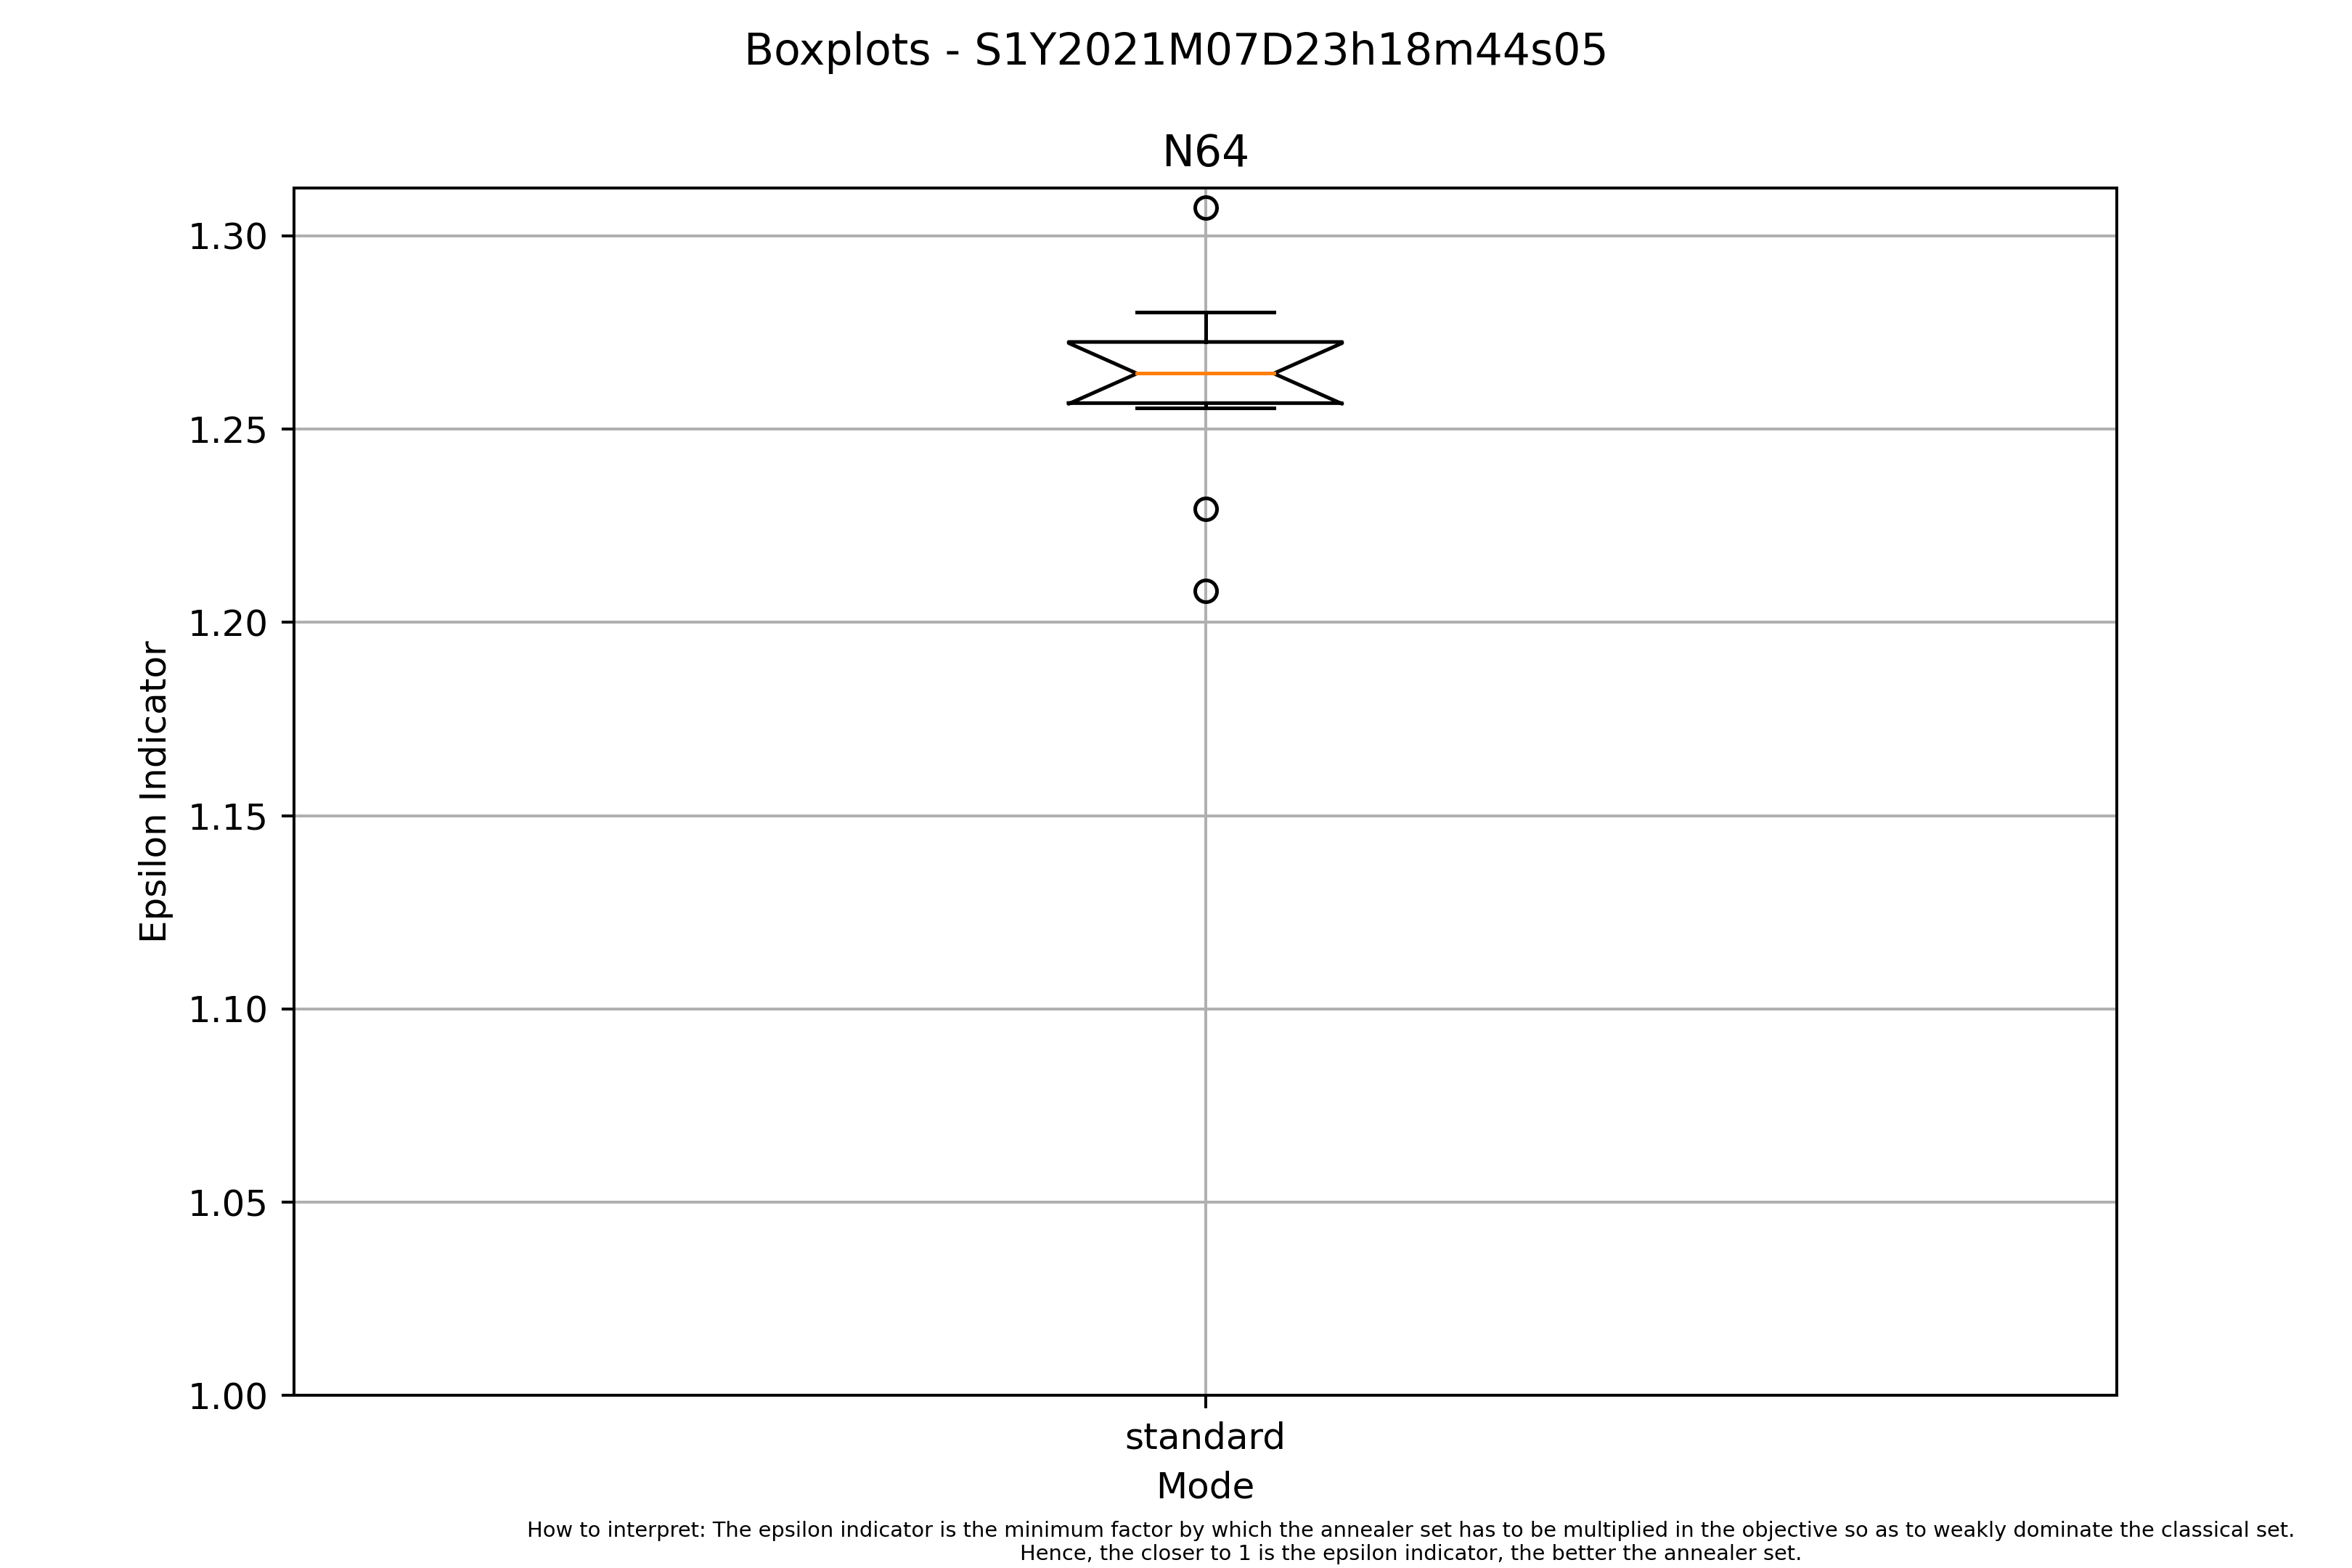 Boxplots - S1Y2021M07D23h18m44s05
N64
1.30
1.25
1.20
1.15
1.10
1.05
1.00
Epsilon Indicator
standard
Mode
How to interpret: The epsilon indicator is the minimum factor by which the annealer set has to be multiplied in the objective so as to weakly dominate the classical set.
Hence, the closer to 1 is the epsilon indicator, the better the annealer set.